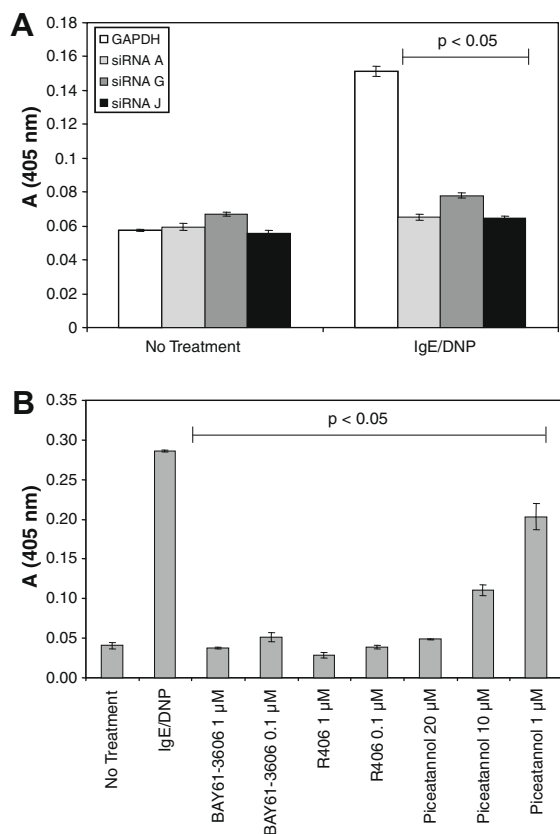 A
GAPDH
siRNA A
siRNA G
siRNA J
p < 0.05
A (405 nm)
0.18
0.16
0.14
0.12
0.1
0.08
0.06
0.04
0.02
0
No Treatment
IgE/DNP
B
p < 0.05
A (405 nm)
0.35
0.30
0.25
0.20
0.15
0.10
0.05
0.00
No Treatment
IgE/DNP
BAY61-3606 1 µM
BAY61-3606 0.1 µM
R406 1 µM
R406 0.1 µM
Piceatannol 20 µM
Piceatannol 10 µM
Piceatannol 1 µM